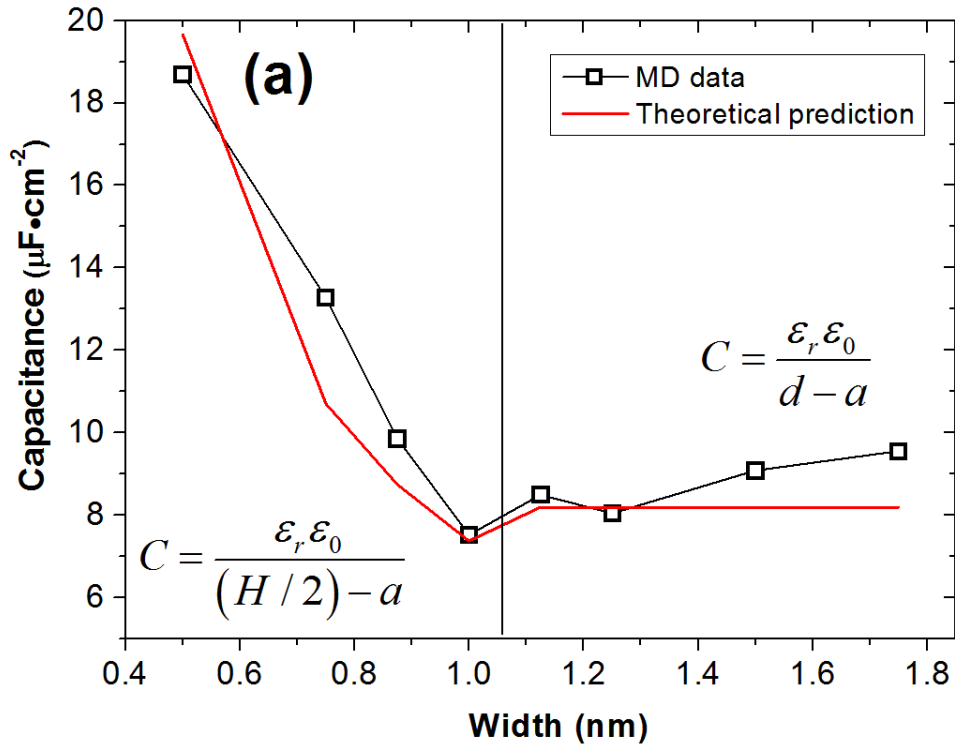 (a)
MD data
Theoretical prediction
Capacitance (μF•cm⁻²)
20
18
16
14
12
10
8
6
C = εᵣε₀ / (d − a)
C = εᵣε₀ / ((H / 2) − a)
0.4 0.6 0.8 1.0 1.2 1.4 1.6 1.8
Width (nm)